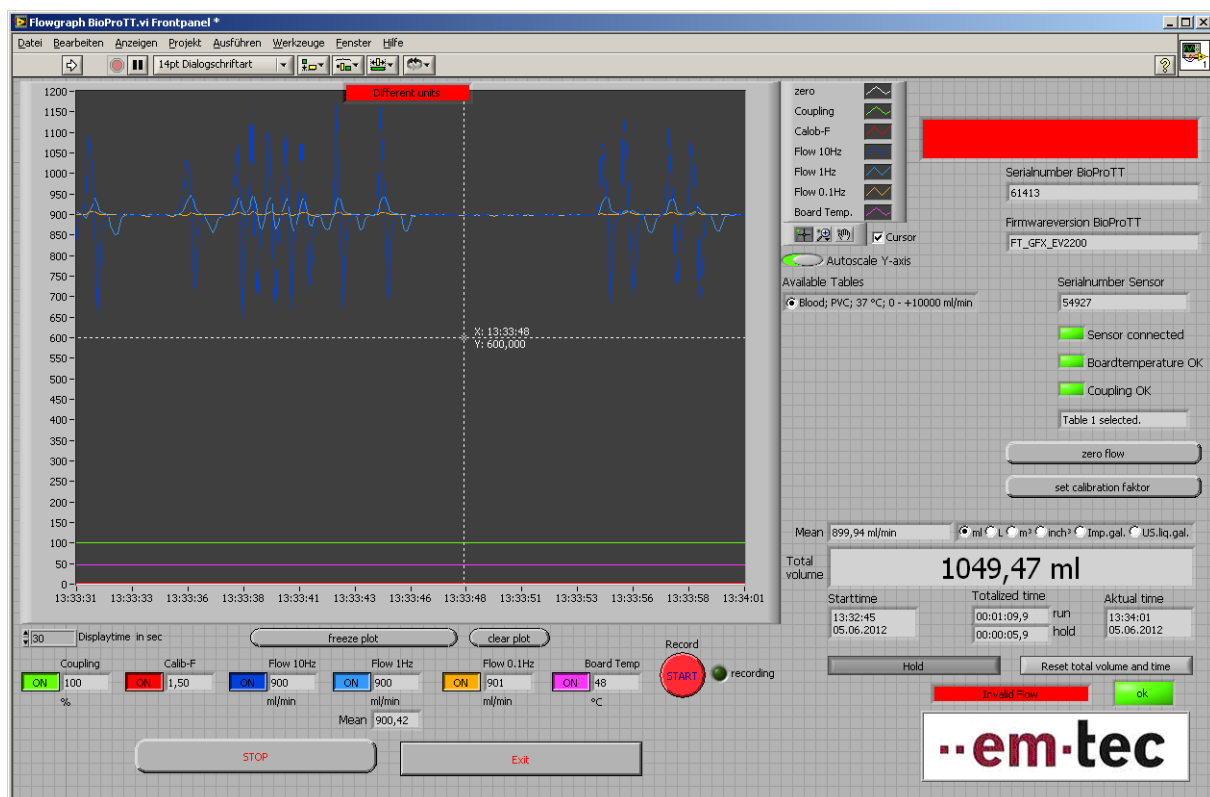 Flowgraph BioProTT.vi Frontpanel *
Datei Bearbeiten Anzeigen Projekt Ausführen Werkzeuge Fenster Hilfe
14pt Dialogschriftart
?
1
Different units
1200
1150
1100
1050
1000
950
900
850
800
750
700
650
600
550
500
450
400
350
300
250
200
150
100
50
0
X: 13:33:48
Y: 600,000
13:33:31 13:33:33 13:33:36 13:33:38 13:33:41 13:33:43 13:33:46 13:33:48 13:33:51 13:33:53 13:33:56 13:33:58 13:34:01
zero
Coupling
Calob-F
Flow 10Hz
Flow 1Hz
Flow 0.1Hz
Board Temp.
Cursor
Autoscale Y-axis
Available Tables
Blood; PVC; 37 °C; 0 - +10000 ml/min
Serialnumber BioProTT
61413
Firmwareversion BioProTT
FT_GFX_EV2200
Serialnumber Sensor
54927
Sensor connected
Boardtemperature OK
Coupling OK
Table 1 selected.
zero flow
set calibration faktor
Mean 899,94 ml/min ml L m³ inch³ Imp.gal. US.liq.gal.
Total volume 1049,47 ml
Starttime Totalized time Aktual time
13:32:45 00:01:09,9 run 13:34:01
05.06.2012 00:00:05,9 hold 05.06.2012
Hold Reset total volume and time
Invalid Flow ok
30 Displaytime in sec freeze plot clear plot
Record
START recording
Coupling Calib-F Flow 10Hz Flow 1Hz Flow 0.1Hz Board Temp
ON 100 ON 1,50 ON 900 ON 900 ON 901 ON 48
% ml/min ml/min ml/min °C
Mean 900,42
STOP Exit
em-tec